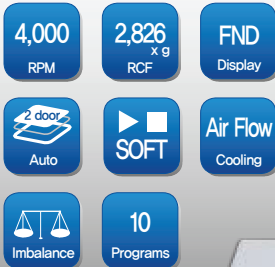 4,000
RPM
2,826
x g
RCF
FND
Display
2 door
Auto
SOFT
Air Flow
Cooling
Imbalance
10
Programs